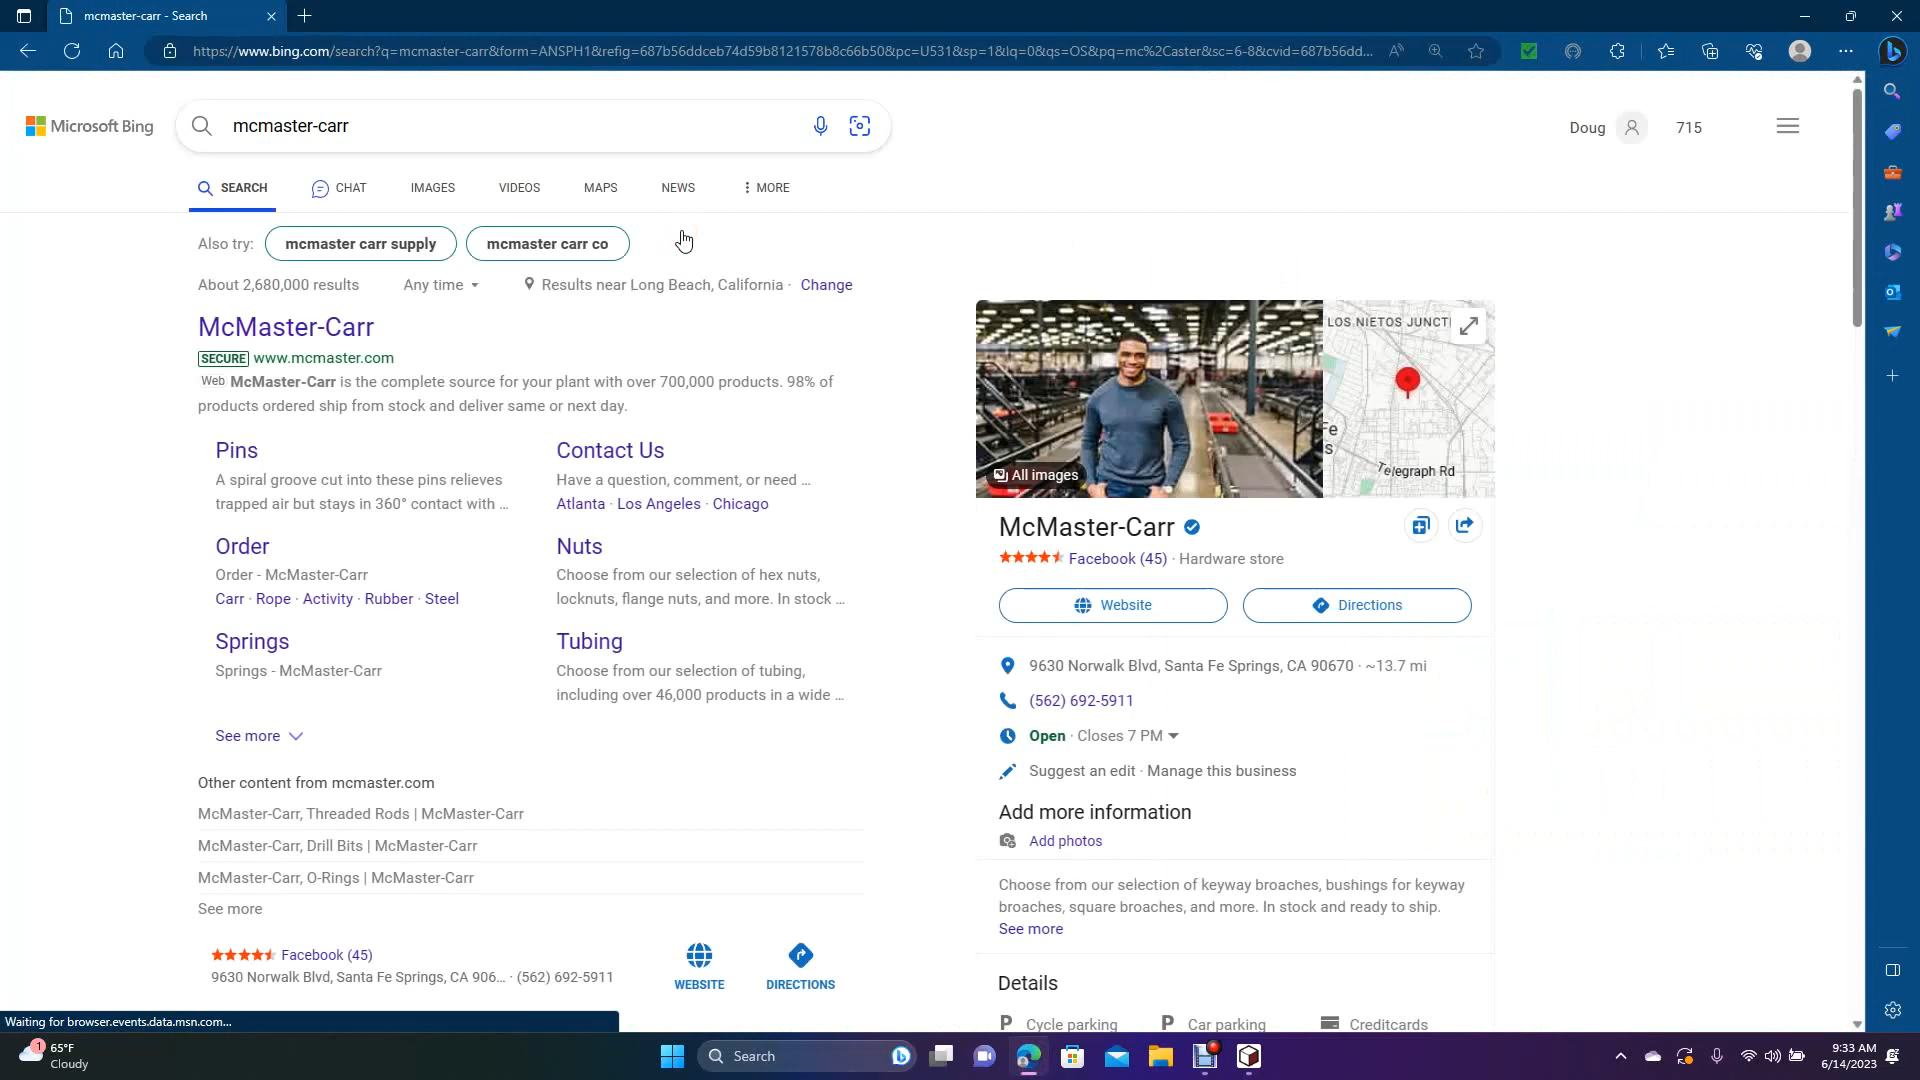 mcmaster-carr - Search
https://www.bing.com/search?q=mcmaster-carr&form=ANSPH1&refig=687b56ddceb74d59b8121578b8c66b50&pc=U531&sp=1&lq=0&qs=OS&pq=mc%2Caster&sc=6-8&cvid=687b56dd...
Microsoft Bing
mcmaster-carr
Doug
715
SEARCH
CHAT
IMAGES
VIDEOS
MAPS
NEWS
MORE
Also try:
mcmaster carr supply
mcmaster carr co
About 2,680,000 results
Any time
Results near Long Beach, California · Change
McMaster-Carr
SECURE www.mcmaster.com
Web McMaster-Carr is the complete source for your plant with over 700,000 products. 98% of
products ordered ship from stock and deliver same or next day.
Pins
A spiral groove cut into these pins relieves
trapped air but stays in 360° contact with ...
Contact Us
Have a question, comment, or need ...
Atlanta · Los Angeles · Chicago
Order
Order - McMaster-Carr
Carr · Rope · Activity · Rubber · Steel
Nuts
Choose from our selection of hex nuts,
locknuts, flange nuts, and more. In stock ...
Springs
Springs - McMaster-Carr
Tubing
Choose from our selection of tubing,
including over 46,000 products in a wide ...
See more
Other content from mcmaster.com
McMaster-Carr, Threaded Rods | McMaster-Carr
McMaster-Carr, Drill Bits | McMaster-Carr
McMaster-Carr, O-Rings | McMaster-Carr
See more
Facebook (45)
9630 Norwalk Blvd, Santa Fe Springs, CA 906... · (562) 692-5911
WEBSITE
DIRECTIONS
All images
LOS NIETOS JUNCTI
Fe
s
Telegraph Rd
McMaster-Carr
Facebook (45) · Hardware store
Website
Directions
9630 Norwalk Blvd, Santa Fe Springs, CA 90670 · ~13.7 mi
(562) 692-5911
Open · Closes 7 PM
Suggest an edit · Manage this business
Add more information
Add photos
Choose from our selection of keyway broaches, bushings for keyway
broaches, square broaches, and more. In stock and ready to ship.
See more
Details
P Cycle parking
P Car parking
Creditcards
Waiting for browser.events.data.msn.com...
1
65°F
Cloudy
Search
9:33 AM
6/14/2023